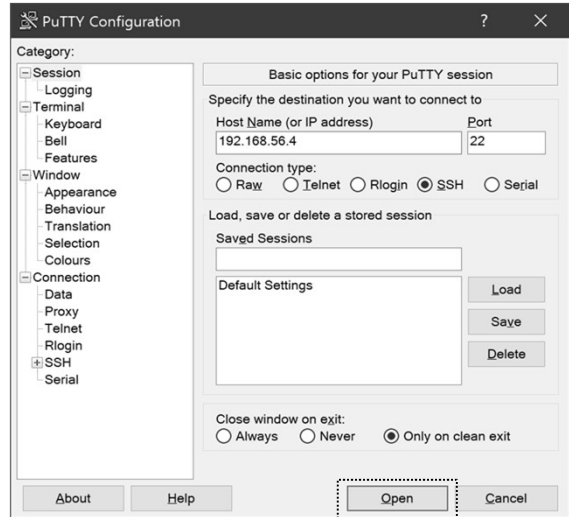 PuTTY Configuration
?
Category:
Session
Logging
Terminal
Keyboard
Bell
Features
Window
Appearance
Behaviour
Translation
Selection
Colours
Connection
Data
Proxy
Telnet
Rlogin
SSH
Serial
Basic options for your PuTTY session
Specify the destination you want to connect to
Host Name (or IP address) Port
192.168.56.4 22
Connection type:
Raw Telnet Rlogin SSH Serial
Load, save or delete a stored session
Saved Sessions
Default Settings
Load
Save
Delete
Close window on exit:
Always Never Only on clean exit
About Help Open Cancel